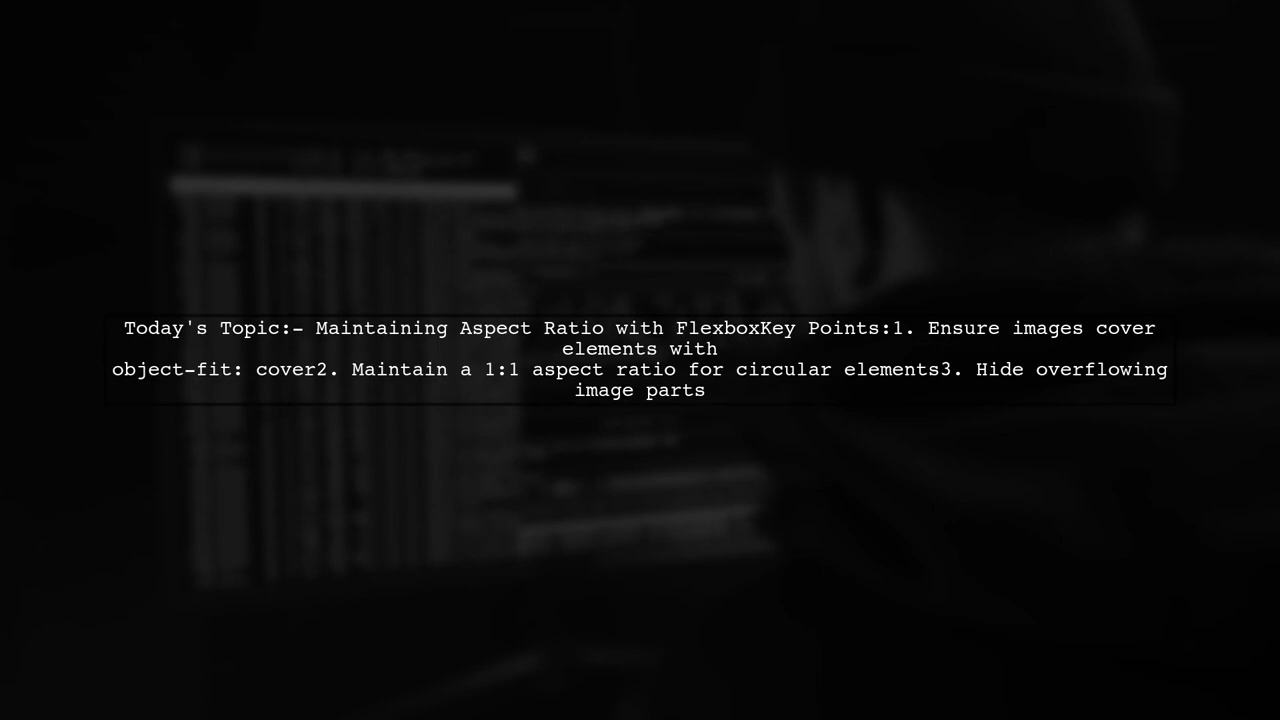 Today's Topic:- Maintaining Aspect Ratio with FlexboxKey Points:1. Ensure images cover
elements with
object-fit: cover2. Maintain a 1:1 aspect ratio for circular elements3. Hide overflowing
image parts